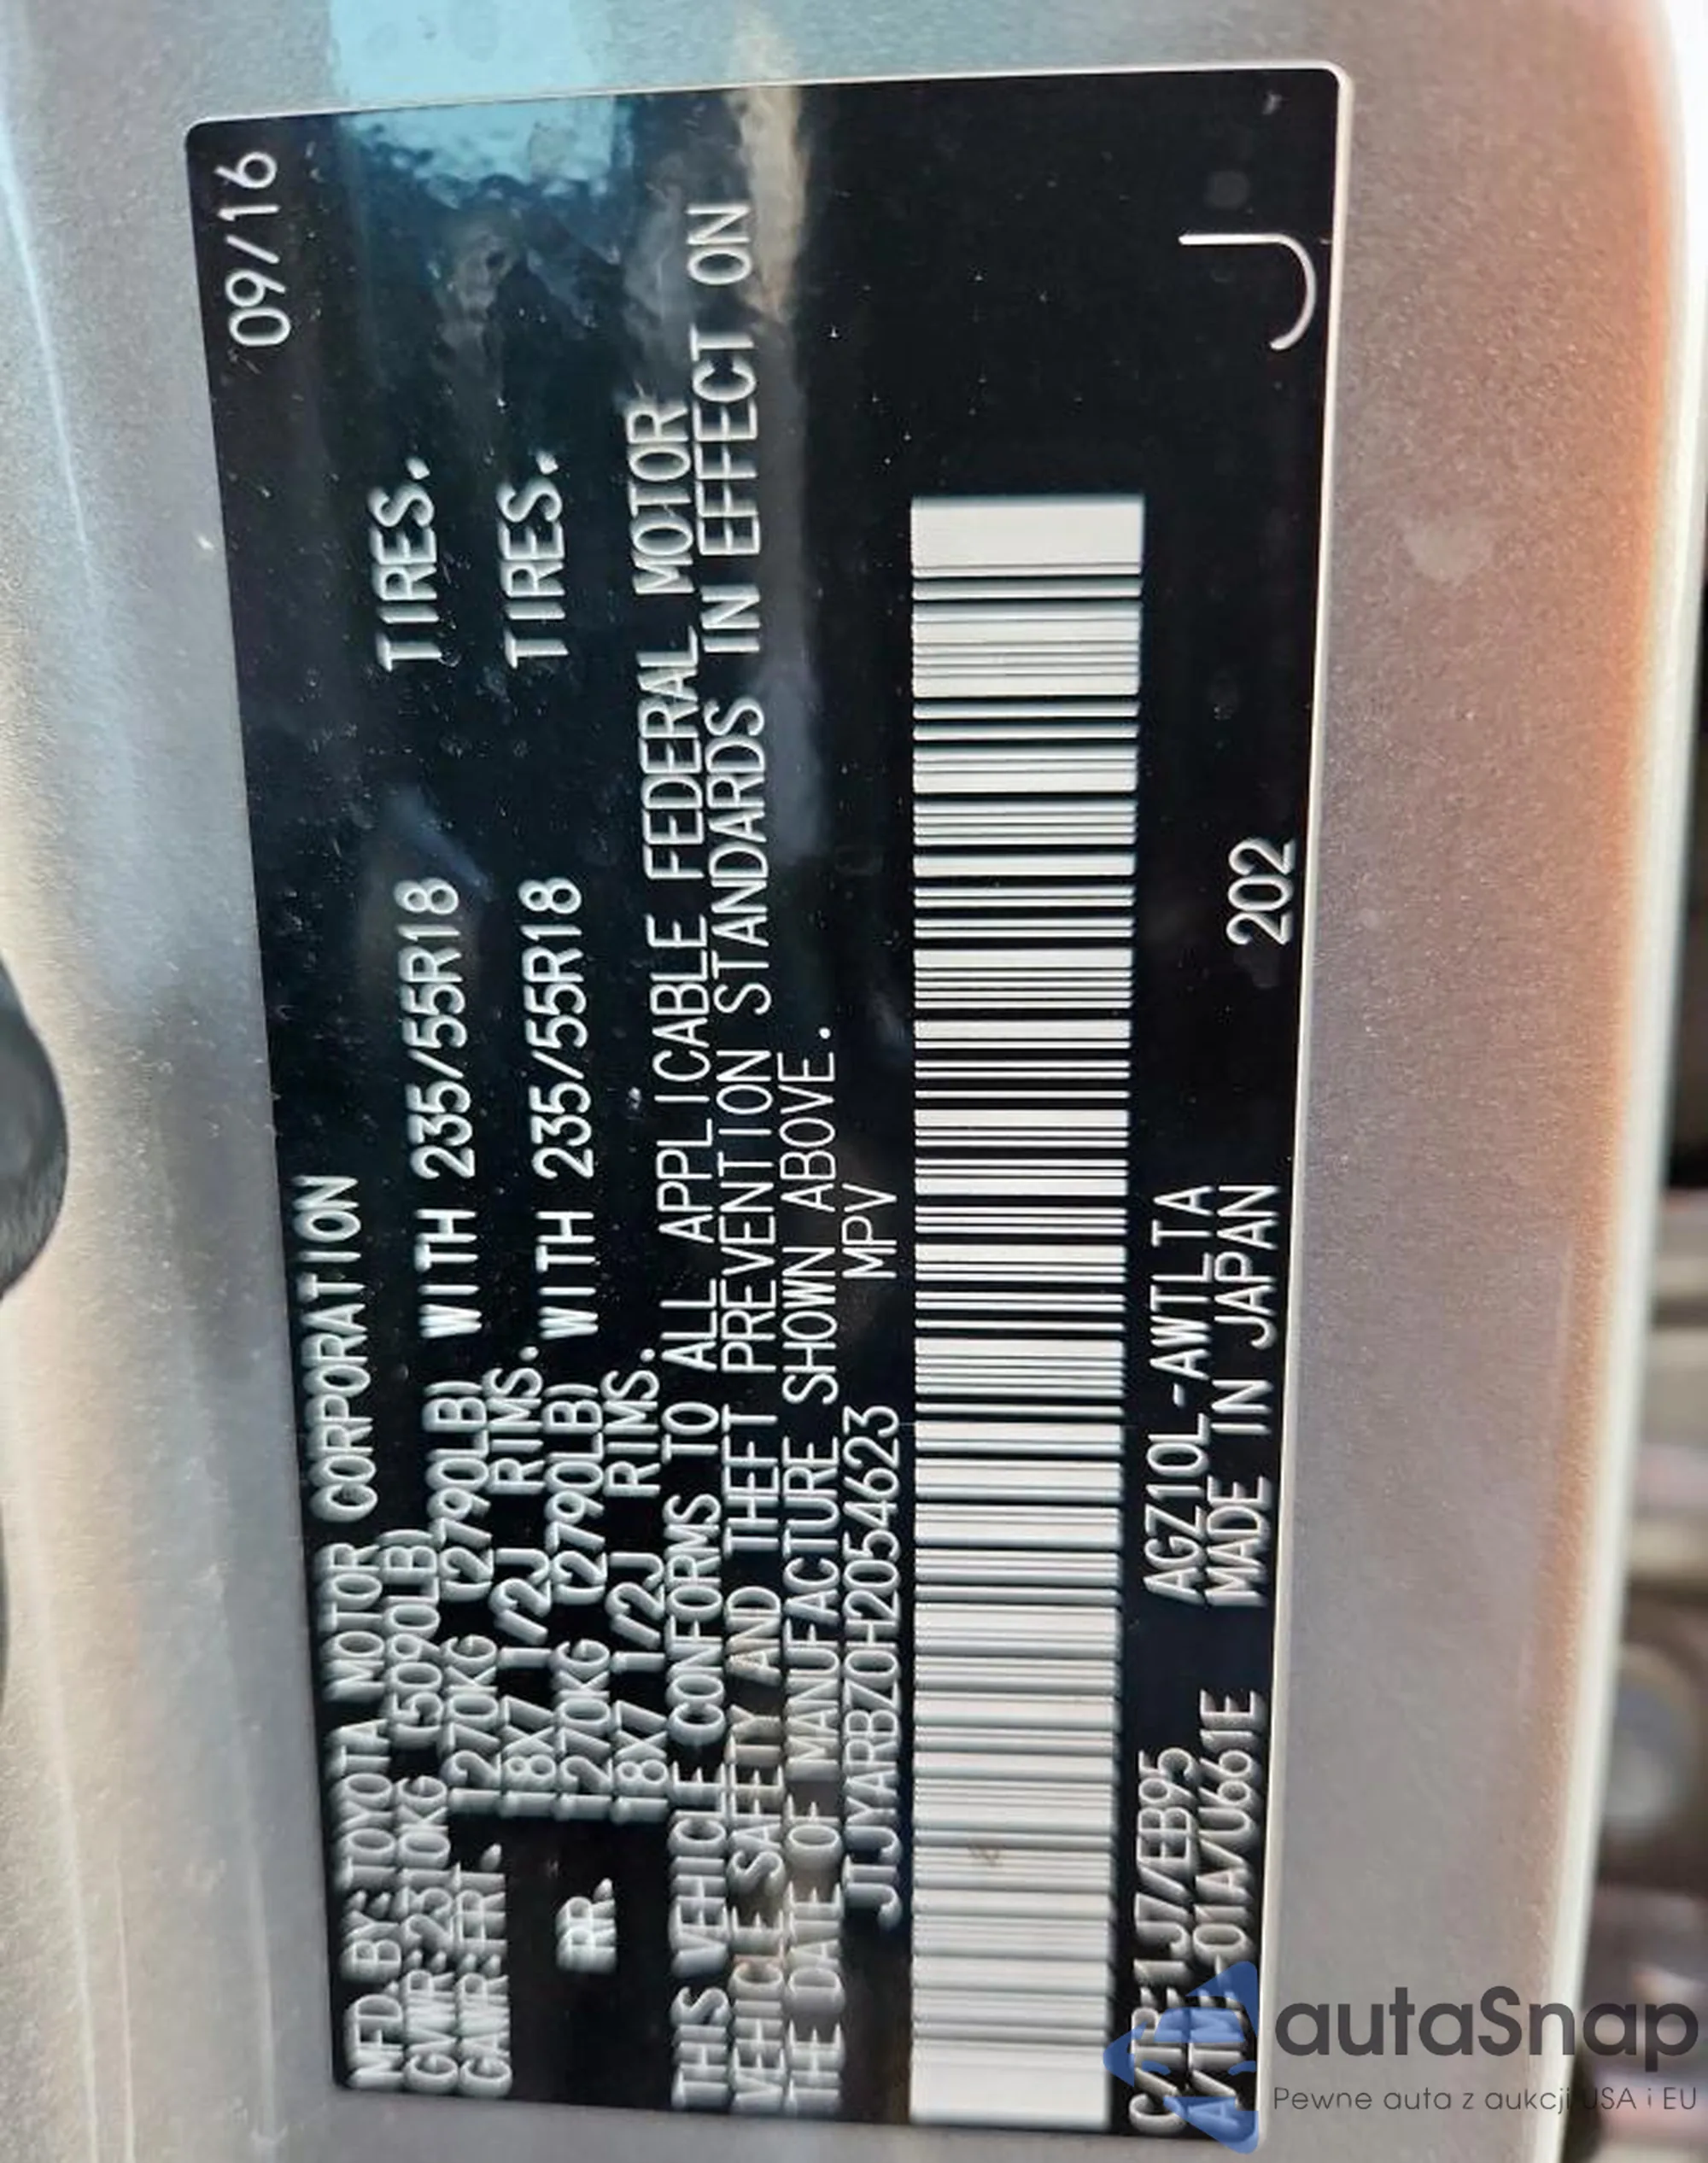 09/16
MFD.BY:TOYOTA MOTOR CORPORATION
GVWR:2310KG (5090LB)
GAWR:FRT. 1270KG (2790LB) WITH 235/55R18 TIRES.
18X7 1/2J RIMS.
RR. 1270KG (2790LB) WITH 235/55R18 TIRES.
18X7 1/2J RIMS.
THIS VEHICLE CONFORMS TO ALL APPLICABLE FEDERAL MOTOR
VEHICLE SAFETY AND THEFT PREVENTION STANDARDS IN EFFECT ON
THE DATE OF MANUFACTURE SHOWN ABOVE.
JTJYARBZ0H2054623 MPV
C/TR:1J7/EB95 AGZ10L-AWTLTA 202
A/TM:-01A/U661E MADE IN JAPAN J
autaSnap
Pewne auta z aukcji USA i EU